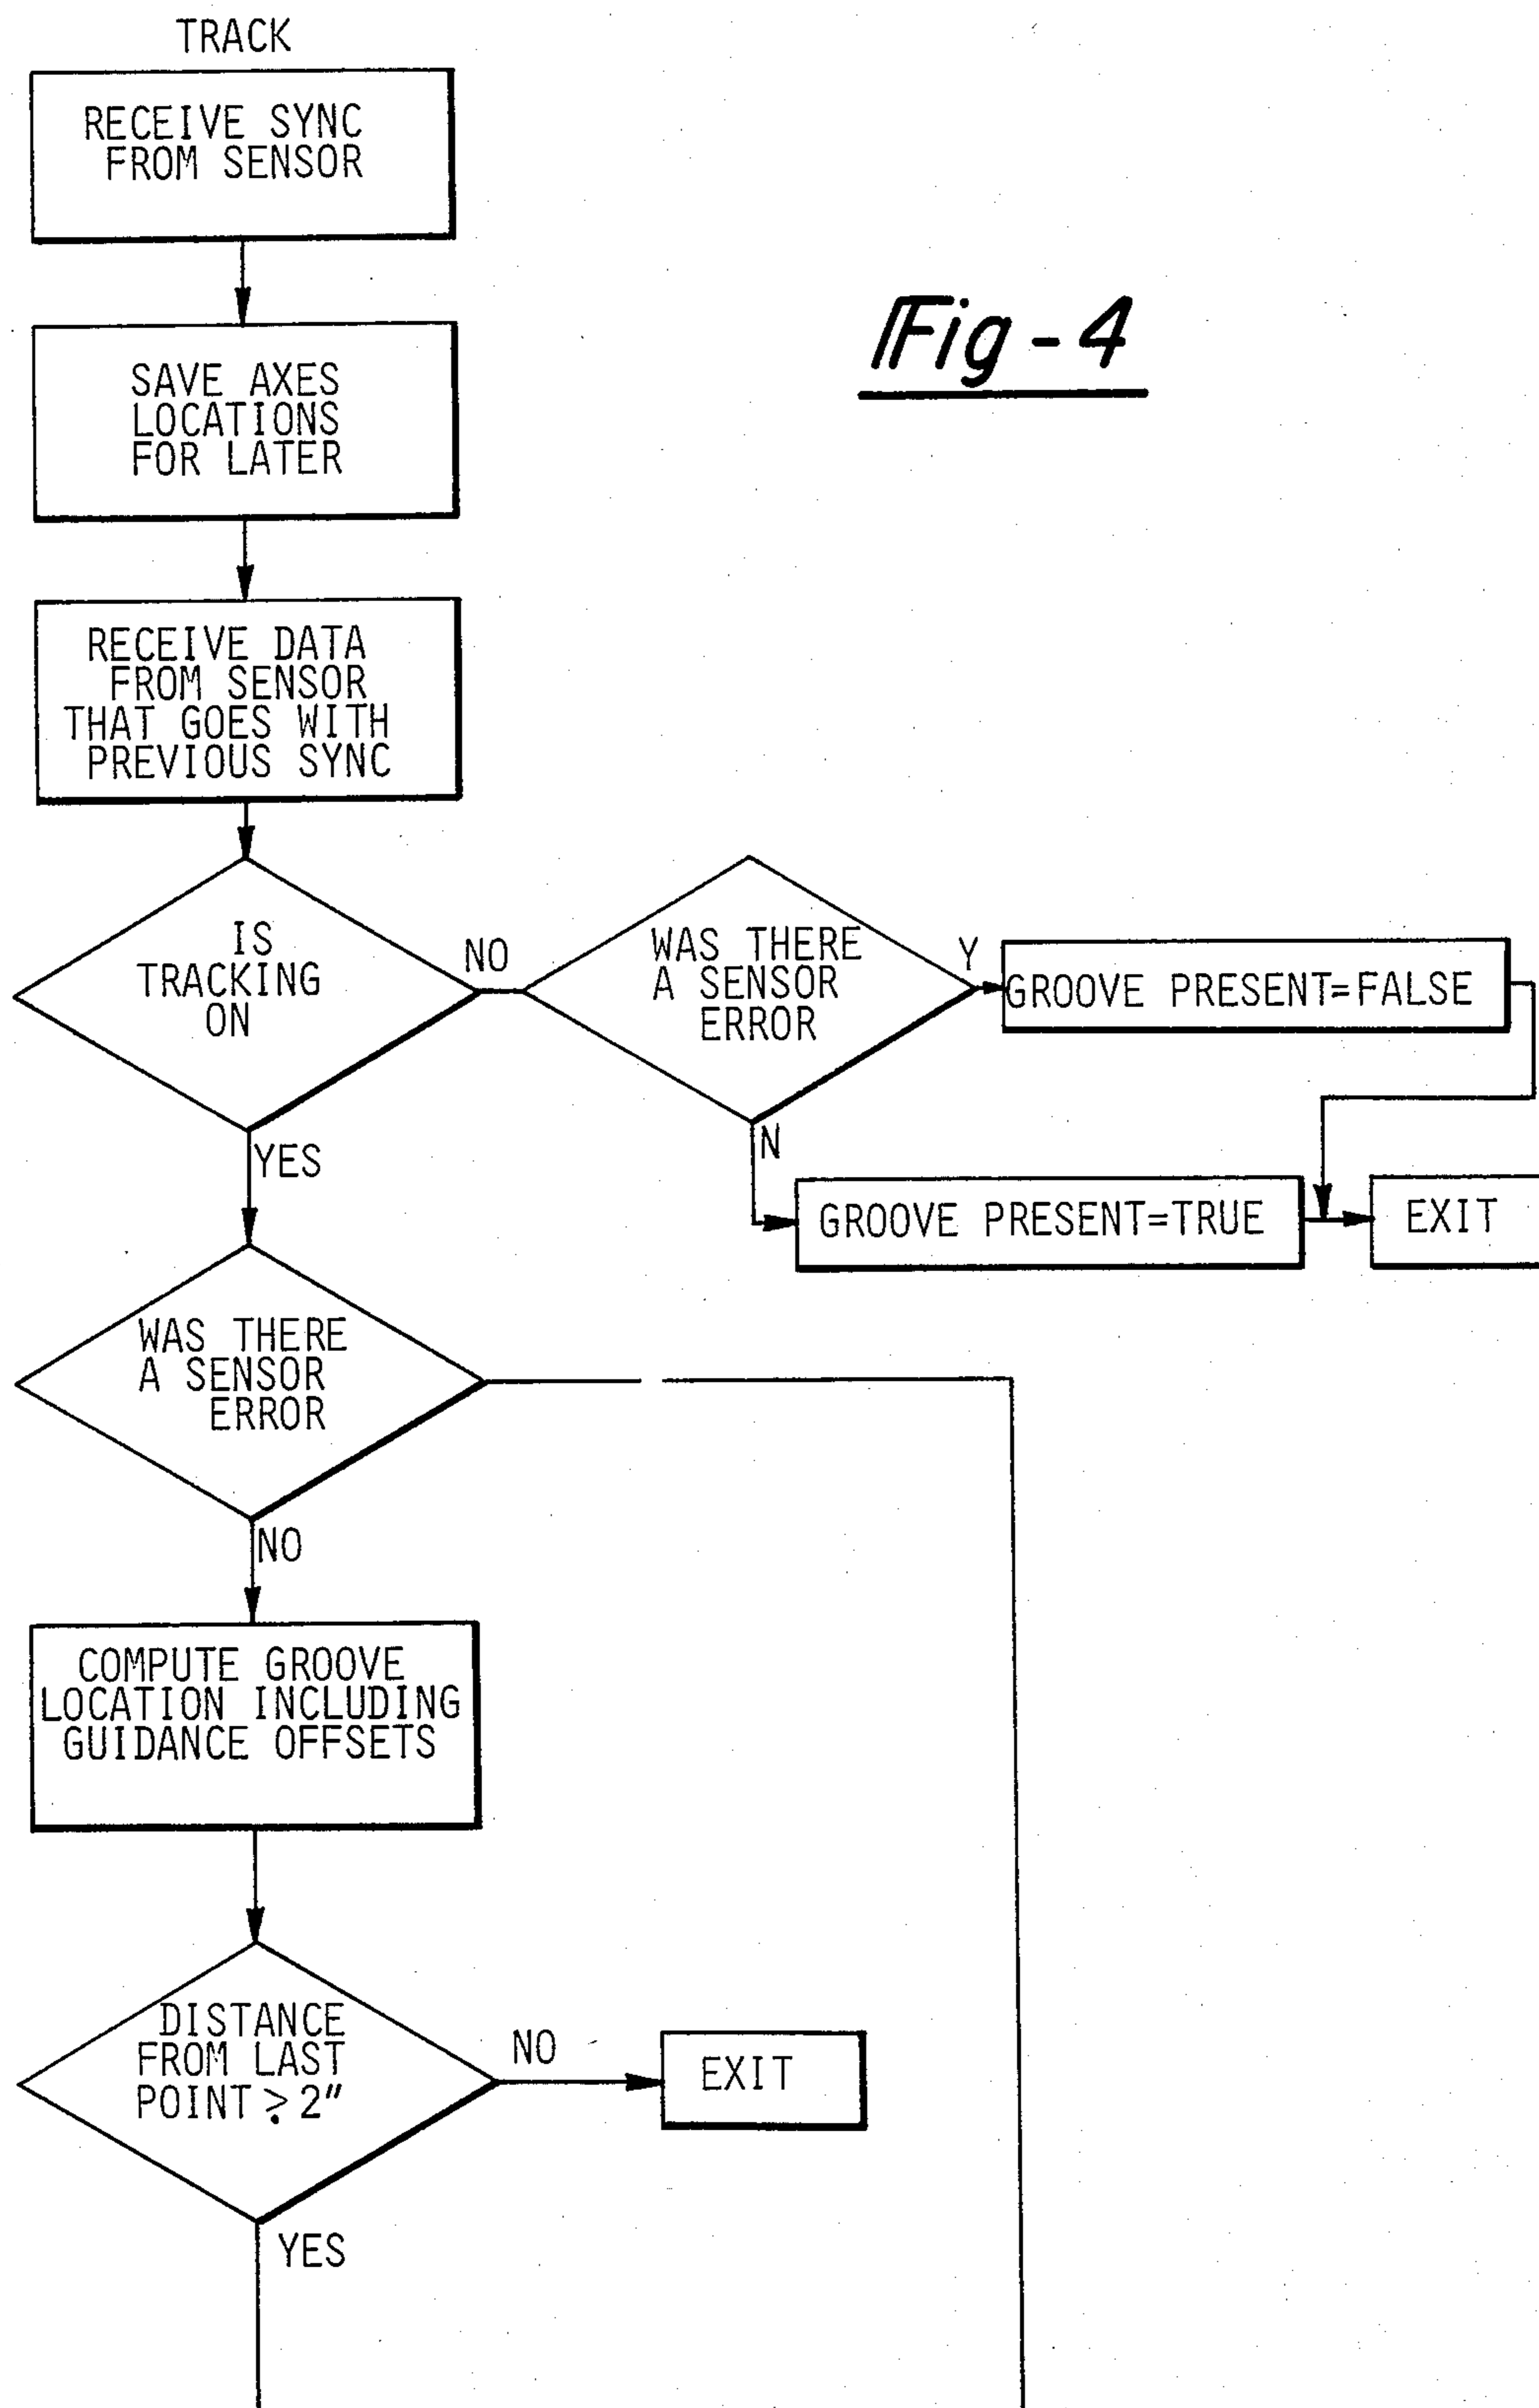 TRACK
RECEIVE SYNC
FROM SENSOR
Fig-4
SAVE AXES
LOCATIONS
FOR LATER
RECEIVE DATA
FROM SENSOR
THAT GOES WITH
PREVIOUS SYNC
IS
TRACKING
ON
NO
WAS THERE
A SENSOR
ERROR
Y
GROOVE PRESENT=FALSE
YES
N
GROOVE PRESENT=TRUE
EXIT
WAS THERE
A SENSOR
ERROR
NO
COMPUTE GROOVE
LOCATION INCLUDING
GUIDANCE OFFSETS
DISTANCE
FROM LAST
POINT >.2"
NO
EXIT
YES